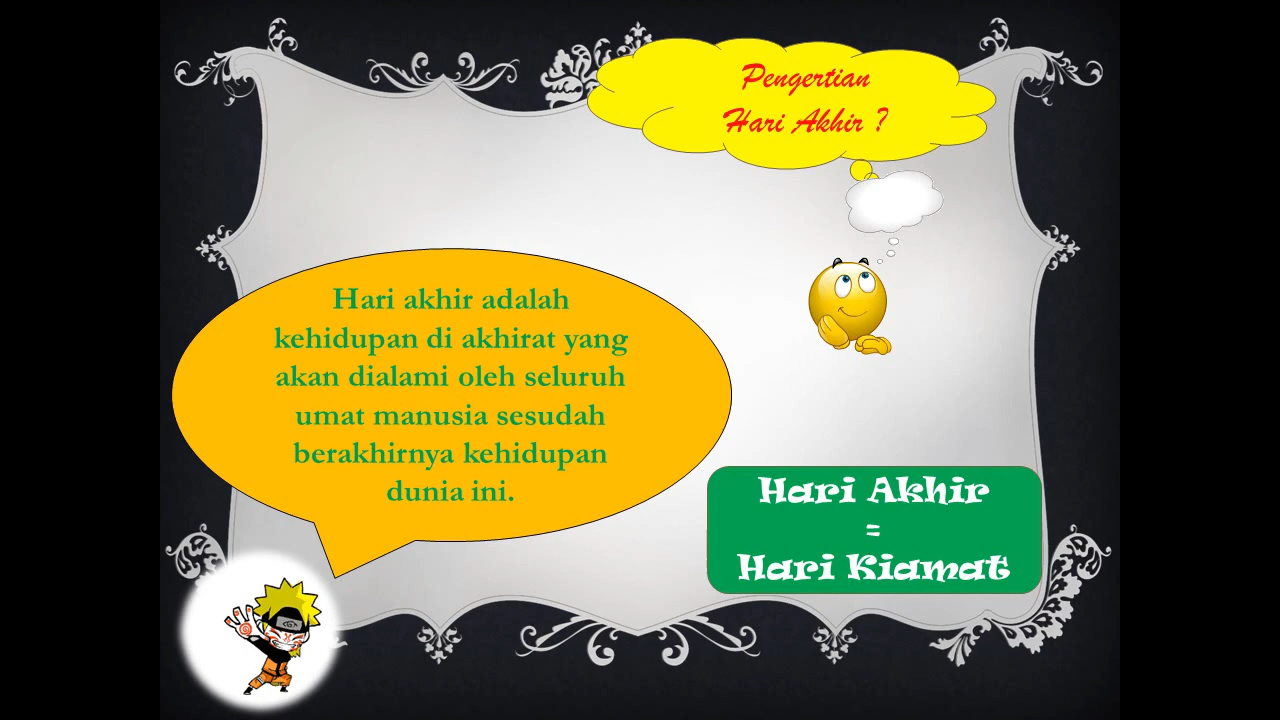 Pengertian
Hari Akhir ?
Hari akhir adalah
kehidupan di akhirat yang
akan dialami oleh seluruh
umat manusia sesudah
berakhirnya kehidupan
dunia ini.
Hari Akhir
=
Hari Kiamat